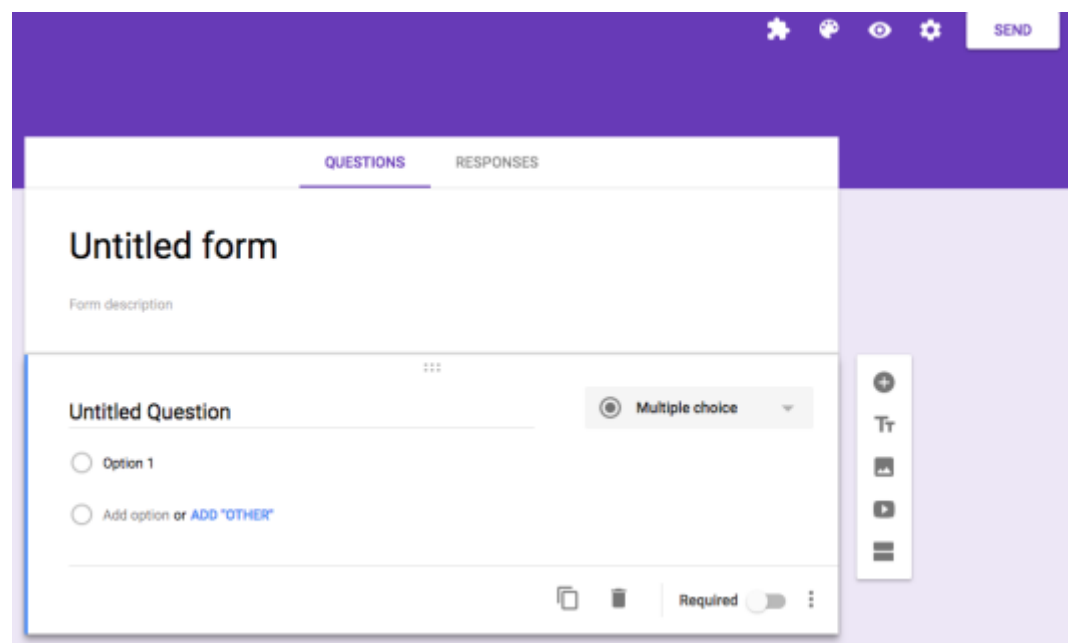 SEND
QUESTIONS RESPONSES
Untitled form
Form description
Untitled Question
Multiple choice
Option 1
Add option or ADD "OTHER"
Tт
Required